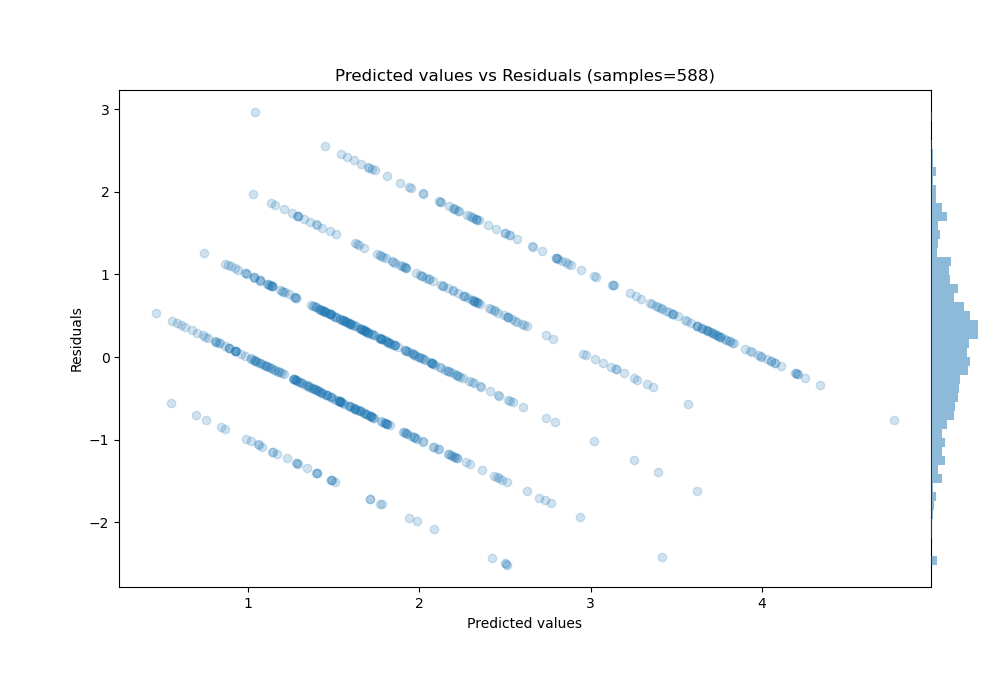 Predicted values vs Residuals (samples=588)
3
2
1
0
−1
−2
Residuals
1 2 3 4
Predicted values